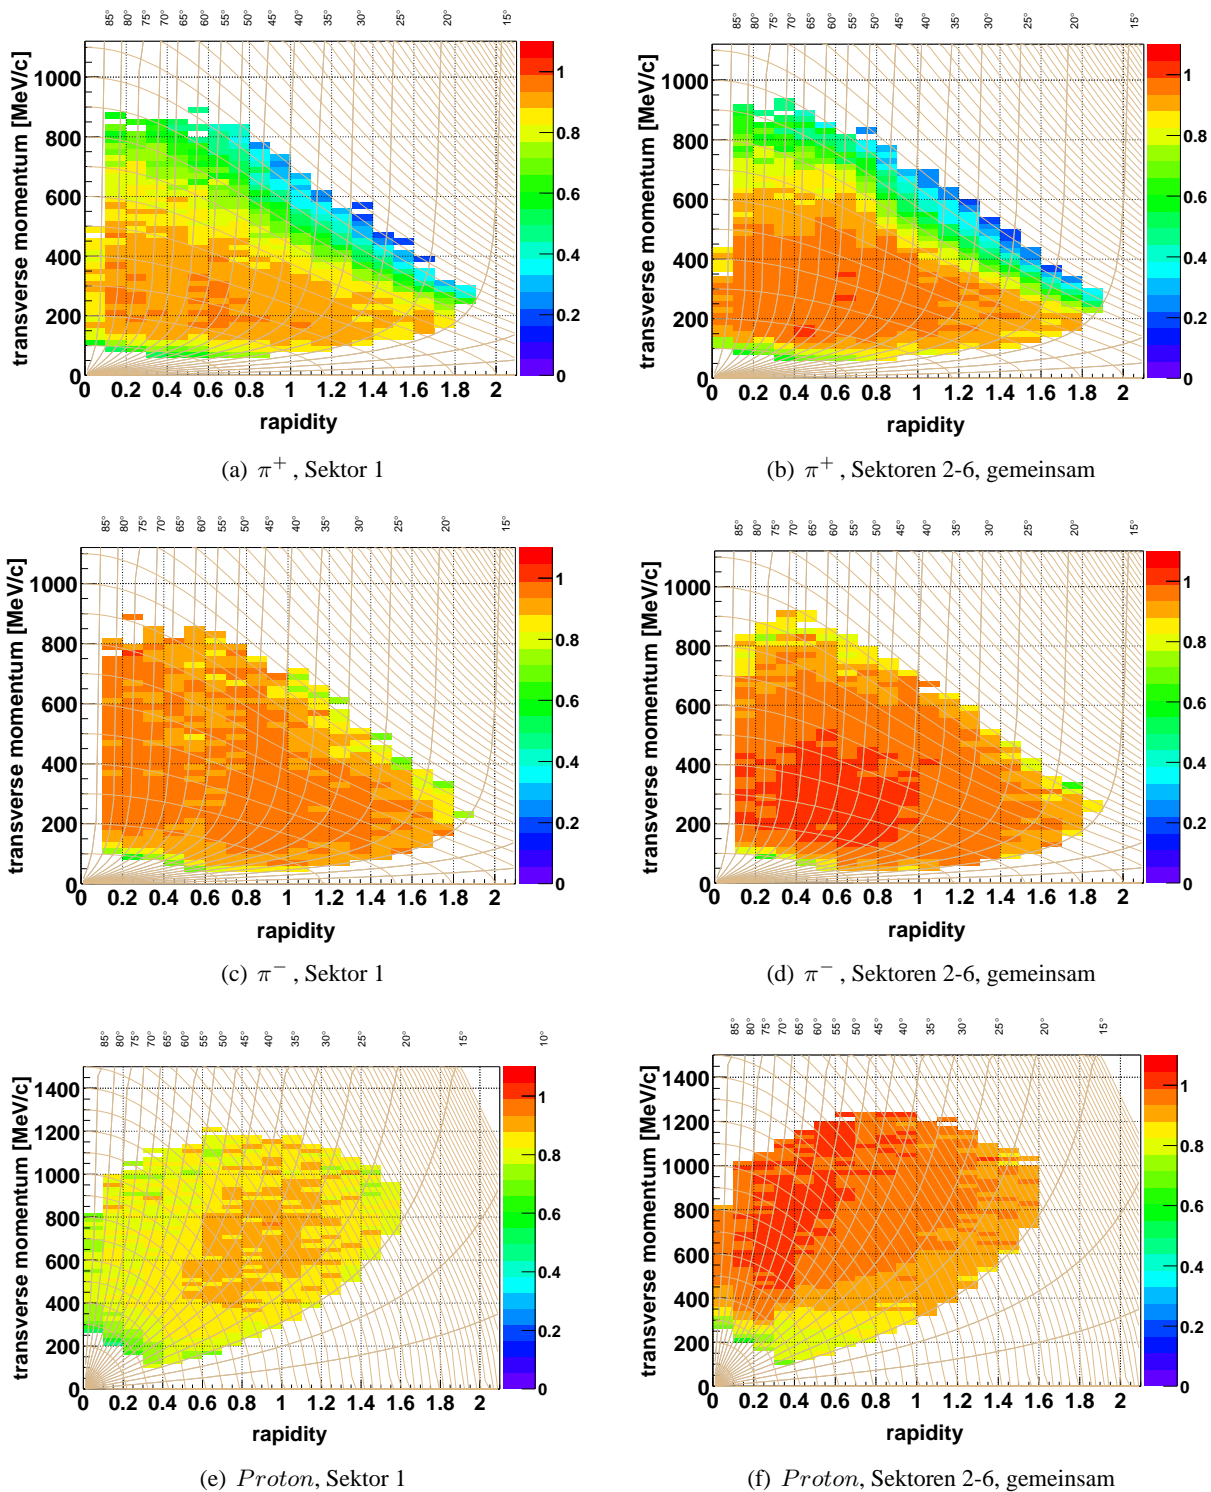 85° 80° 75° 70° 65° 60° 55° 50° 45° 40° 35° 30° 25° 20° 15°
transverse momentum [MeV/c]
1000
800
600
400
200
0
0 0.2 0.4 0.6 0.8 1 1.2 1.4 1.6 1.8 2
rapidity
1
0.8
0.6
0.4
0.2
0
(a) π⁺ , Sektor 1
85° 80° 75° 70° 65° 60° 55° 50° 45° 40° 35° 30° 25° 20° 15°
transverse momentum [MeV/c]
1000
800
600
400
200
0
0 0.2 0.4 0.6 0.8 1 1.2 1.4 1.6 1.8 2
rapidity
1
0.8
0.6
0.4
0.2
0
(b) π⁺ , Sektoren 2-6, gemeinsam
85° 80° 75° 70° 65° 60° 55° 50° 45° 40° 35° 30° 25° 20° 15°
transverse momentum [MeV/c]
1000
800
600
400
200
0
0 0.2 0.4 0.6 0.8 1 1.2 1.4 1.6 1.8 2
rapidity
1
0.8
0.6
0.4
0.2
0
(c) π⁻ , Sektor 1
85° 80° 75° 70° 65° 60° 55° 50° 45° 40° 35° 30° 25° 20° 15°
transverse momentum [MeV/c]
1000
800
600
400
200
0
0 0.2 0.4 0.6 0.8 1 1.2 1.4 1.6 1.8 2
rapidity
1
0.8
0.6
0.4
0.2
0
(d) π⁻ , Sektoren 2-6, gemeinsam
85° 80° 75° 70° 65° 60° 55° 50° 45° 40° 35° 30° 25° 20° 15° 10°
transverse momentum [MeV/c]
1400
1200
1000
800
600
400
200
0
0 0.2 0.4 0.6 0.8 1 1.2 1.4 1.6 1.8 2
rapidity
1
0.8
0.6
0.4
0.2
0
(e) Proton, Sektor 1
85° 80° 75° 70° 65° 60° 55° 50° 45° 40° 35° 30° 25° 20° 15°
transverse momentum [MeV/c]
1400
1200
1000
800
600
400
200
0
0 0.2 0.4 0.6 0.8 1 1.2 1.4 1.6 1.8 2
rapidity
1
0.8
0.6
0.4
0.2
0
(f) Proton, Sektoren 2-6, gemeinsam